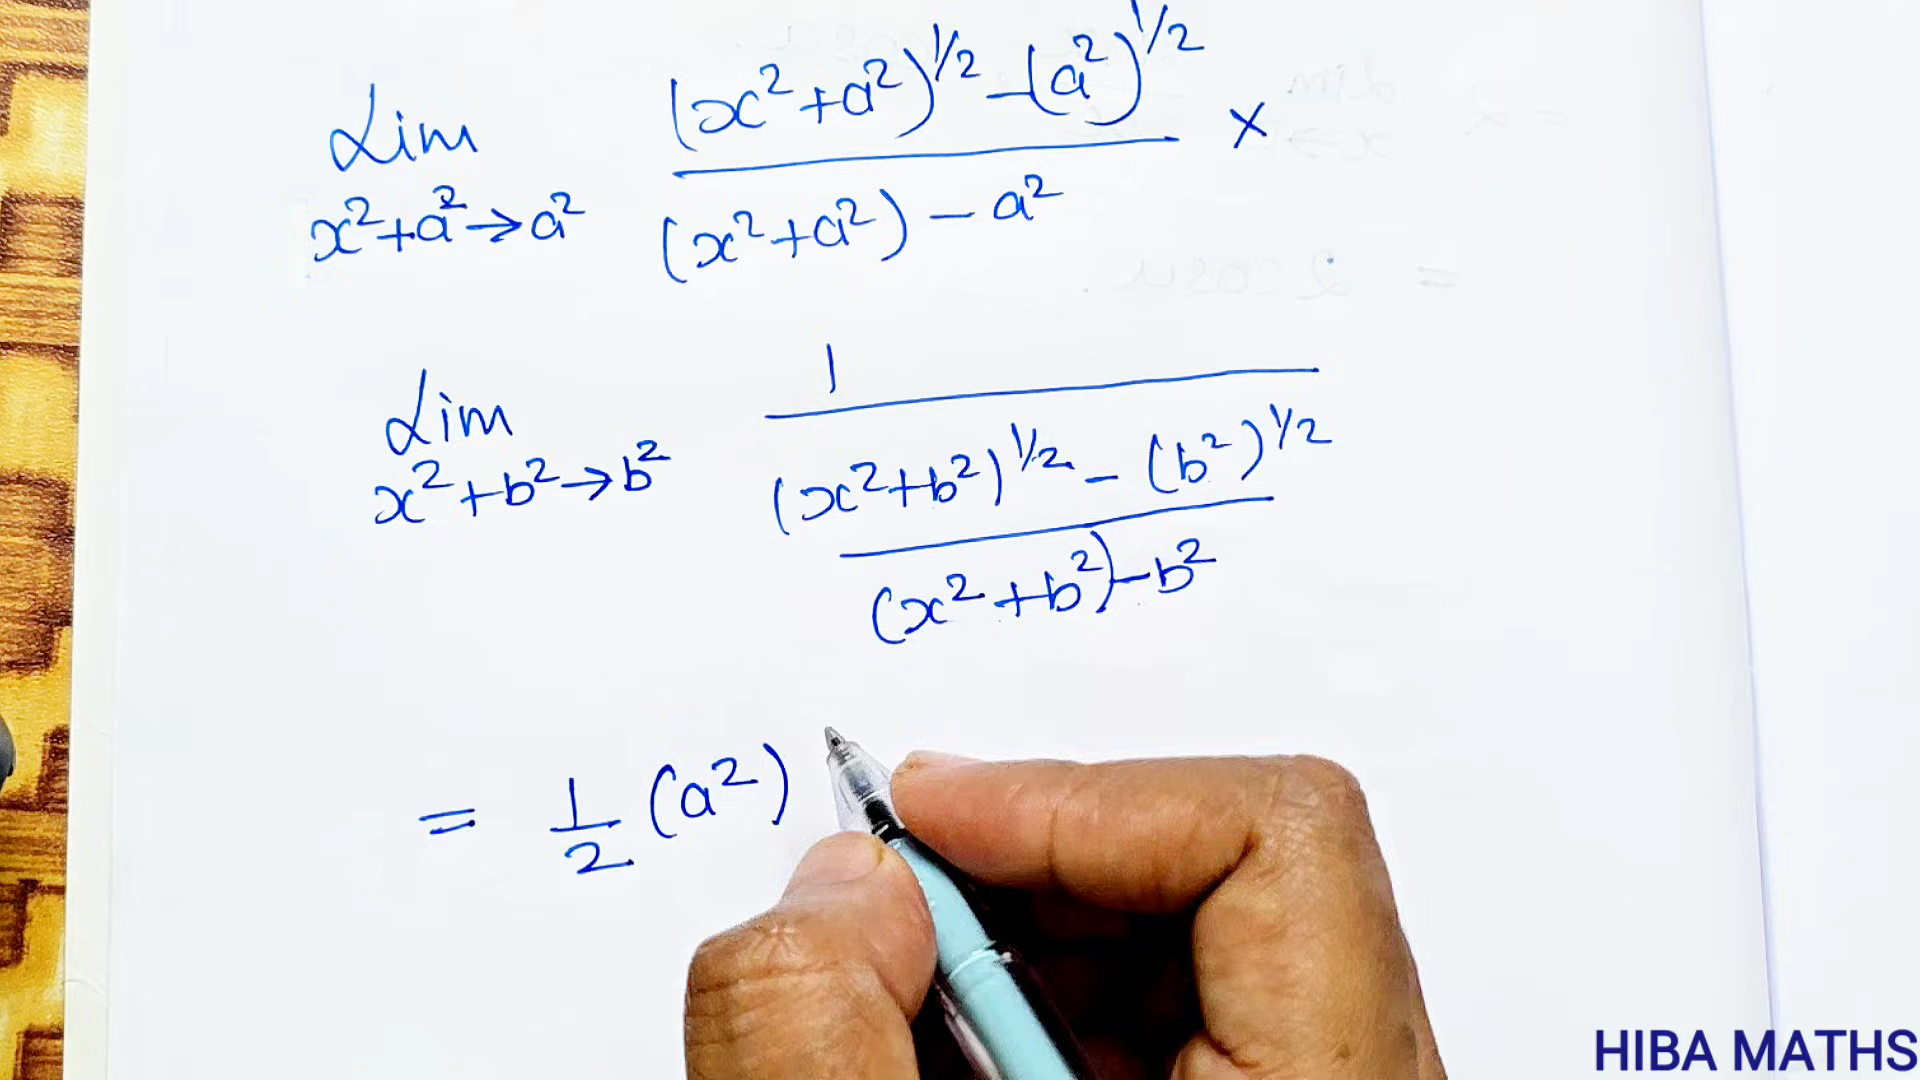 Lim (x²+a²)^1/2 - (a²)^1/2 ×
x²+a²→a² (x²+a²) - a²
Lim 1
x²+b²→b² (x²+b²)^1/2 - (b²)^1/2
(x²+b²) - b²
= 1/2 (a²)
HIBA MATHS